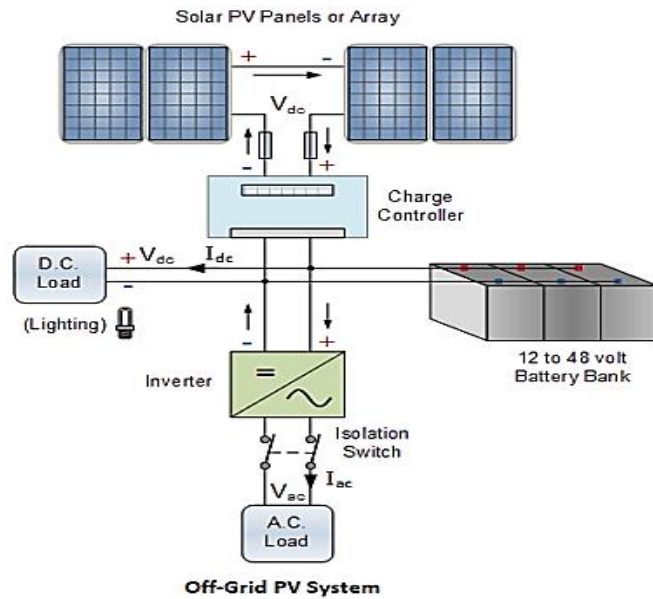 Solar PV Panels or Array
+ -
Vdc
- +
Charge
Controller
D.C.
Load
+ Vdc Idc
-
(Lighting)
- +
12 to 48 volt
Battery Bank
Inverter
=
Isolation
Switch
Iac
Vac
A.C.
Load
Off-Grid PV System